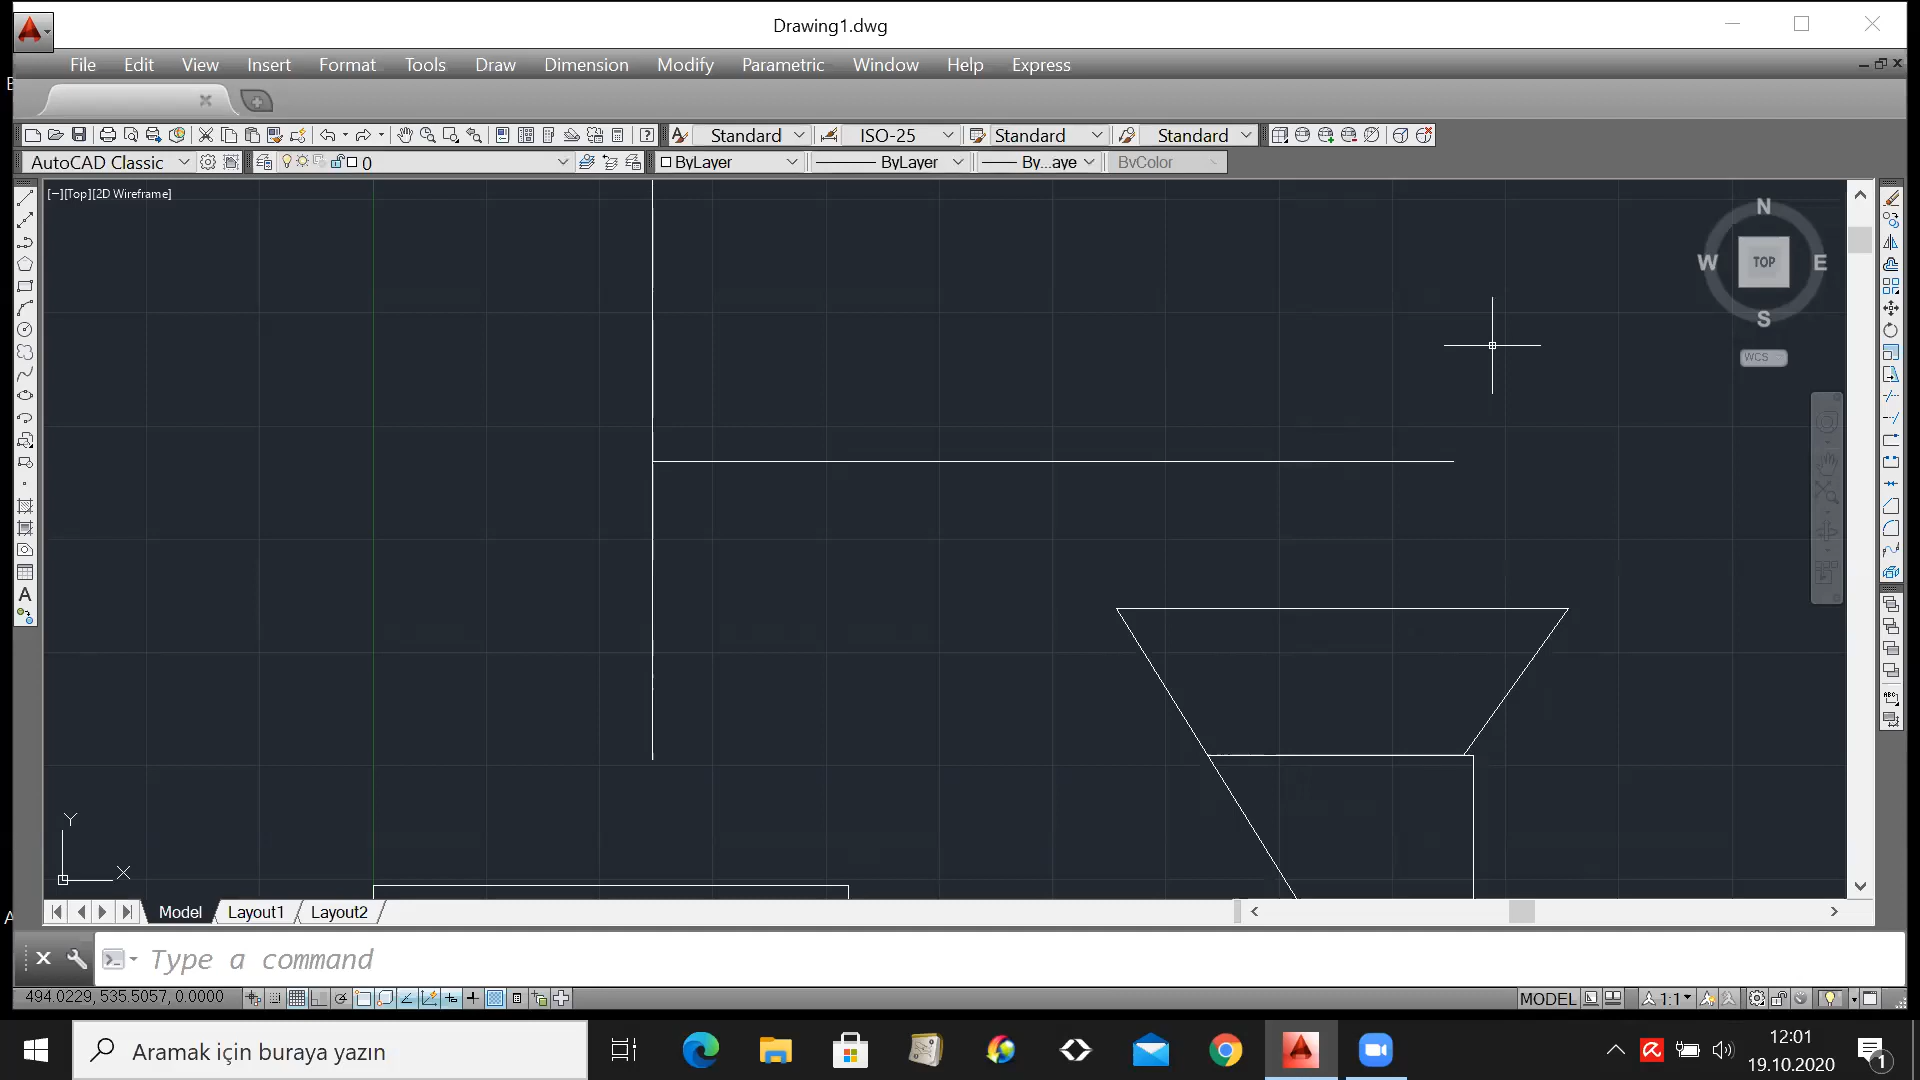 Drawing1.dwg
File Edit View Insert Format Tools Draw Dimension Modify Parametric Window Help Express
Standard ISO-25 Standard Standard
AutoCAD Classic 0 ByLayer ByLayer By...aye ByColor
[−][Top][2D Wireframe]
N
W TOP E
S
WCS
Y
X
Model Layout1 Layout2
Type a command
494.0229, 535.5057, 0.0000 MODEL 1:1
Aramak için buraya yazın
12:01
19.10.2020
1